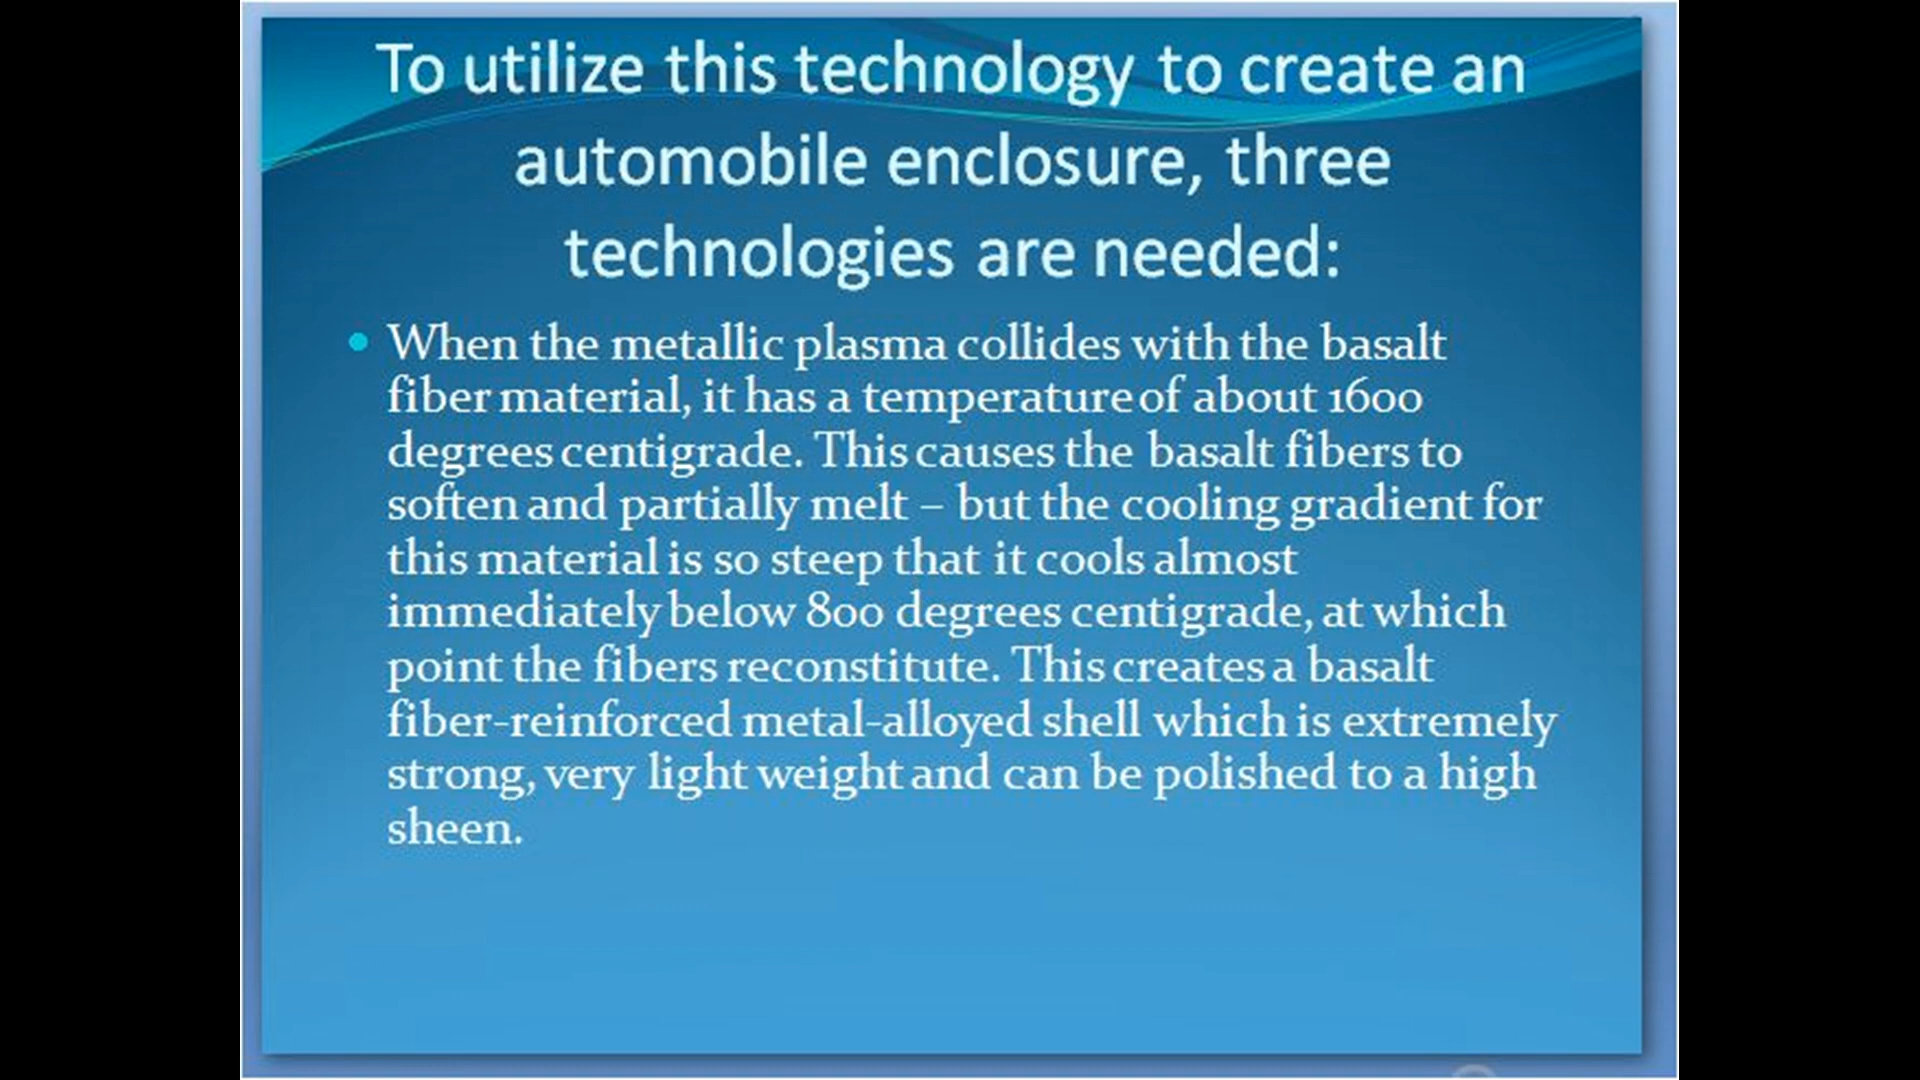 To utilize this technology to create an
automobile enclosure, three
technologies are needed:
• When the metallic plasma collides with the basalt
fiber material, it has a temperature of about 1600
degrees centigrade. This causes the basalt fibers to
soften and partially melt – but the cooling gradient for
this material is so steep that it cools almost
immediately below 800 degrees centigrade, at which
point the fibers reconstitute. This creates a basalt
fiber-reinforced metal-alloyed shell which is extremely
strong, very light weight and can be polished to a high
sheen.